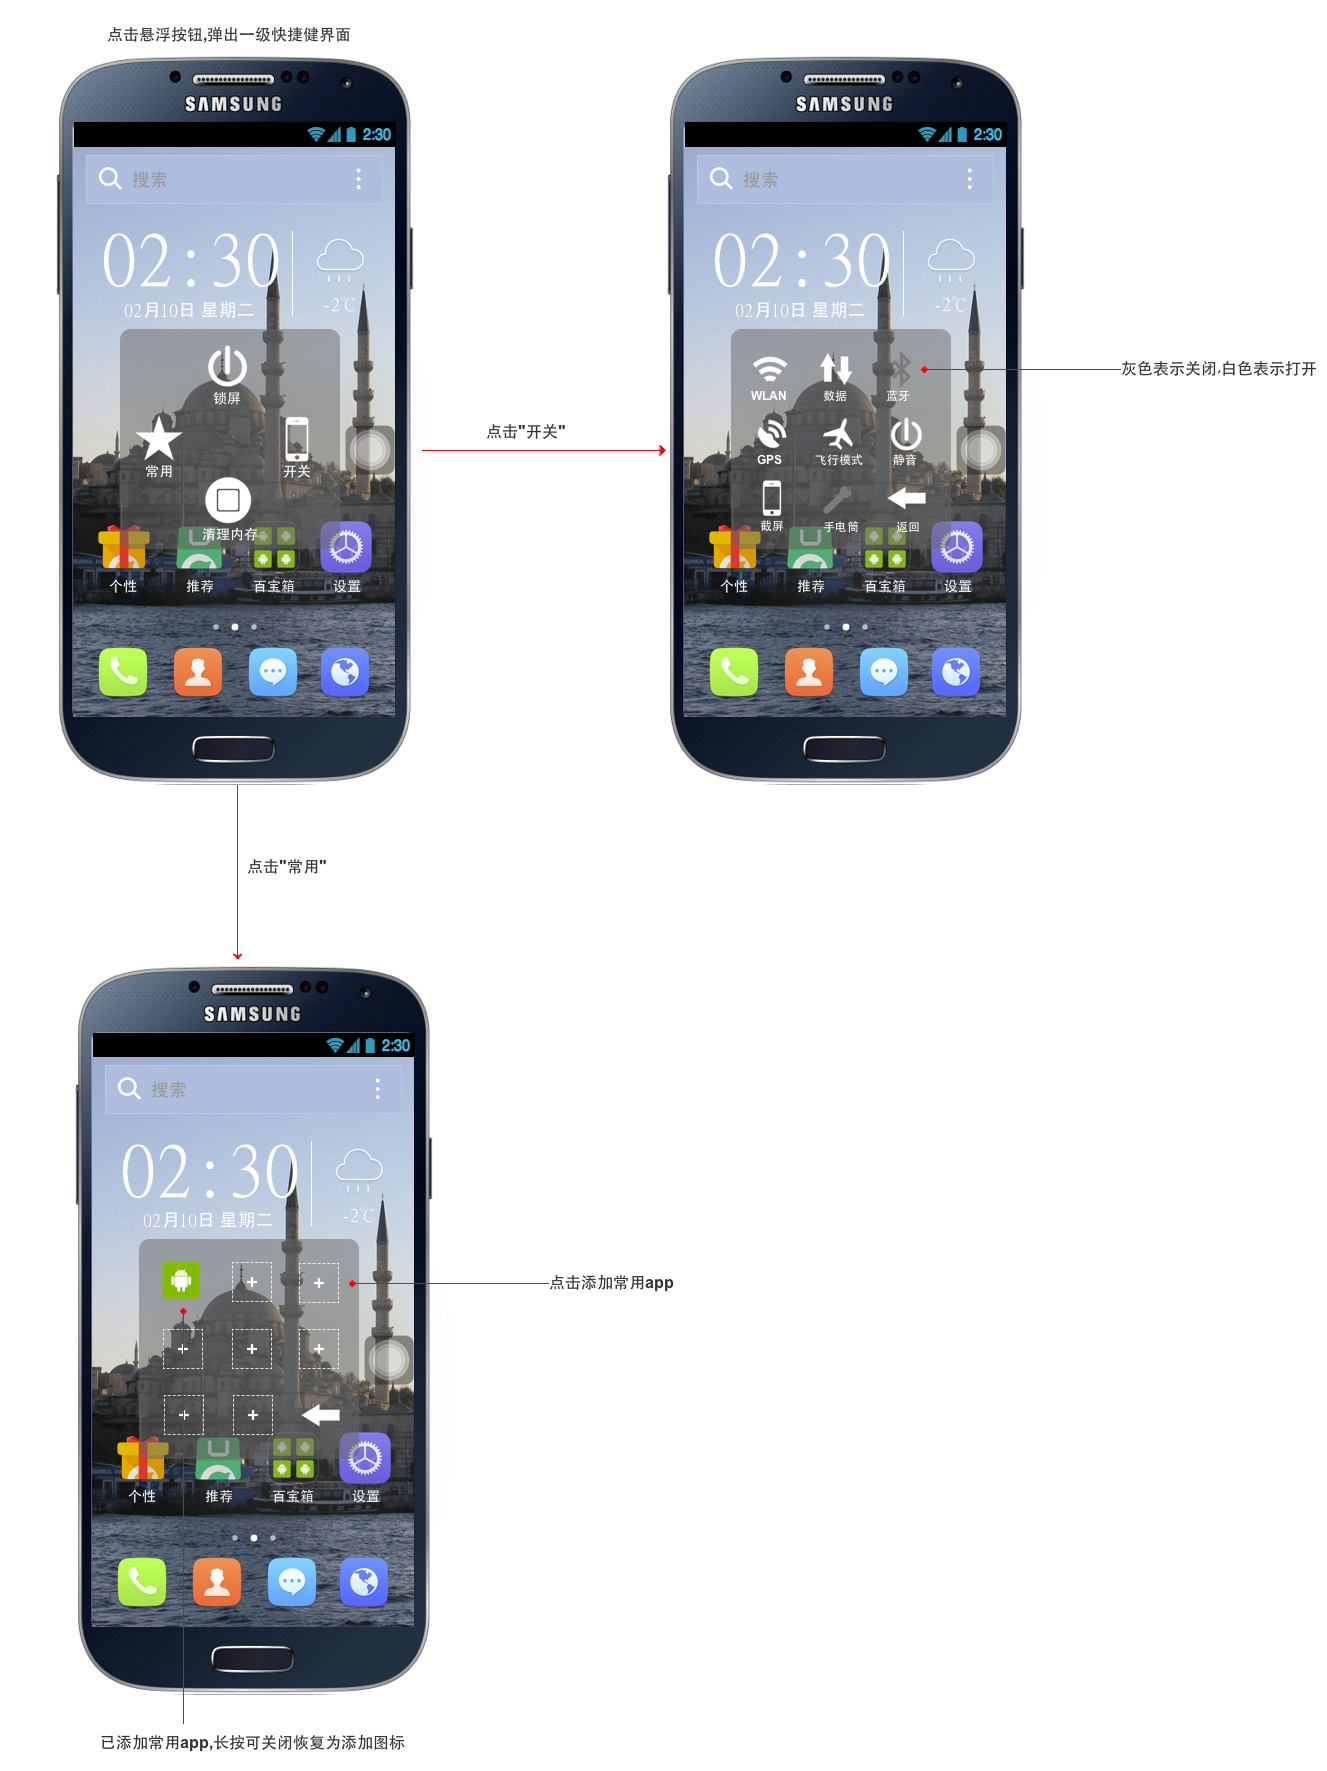 点击悬浮按钮,弹出一级快捷健界面
SAMSUNG
2:30
搜索
02:30
02月10日 星期二
-2℃
锁屏
常用
开关
清理内存
个性
推荐
百宝箱
设置
点击"开关"
SAMSUNG
2:30
搜索
02:30
02月10日 星期二
-2℃
WLAN
数据
蓝牙
GPS
飞行模式
静音
截屏
手电筒
返回
个性
推荐
百宝箱
设置
灰色表示关闭,白色表示打开
点击"常用"
SAMSUNG
2:30
搜索
02:30
02月10日 星期二
-2℃
个性
推荐
百宝箱
设置
点击添加常用app
已添加常用app,长按可关闭恢复为添加图标